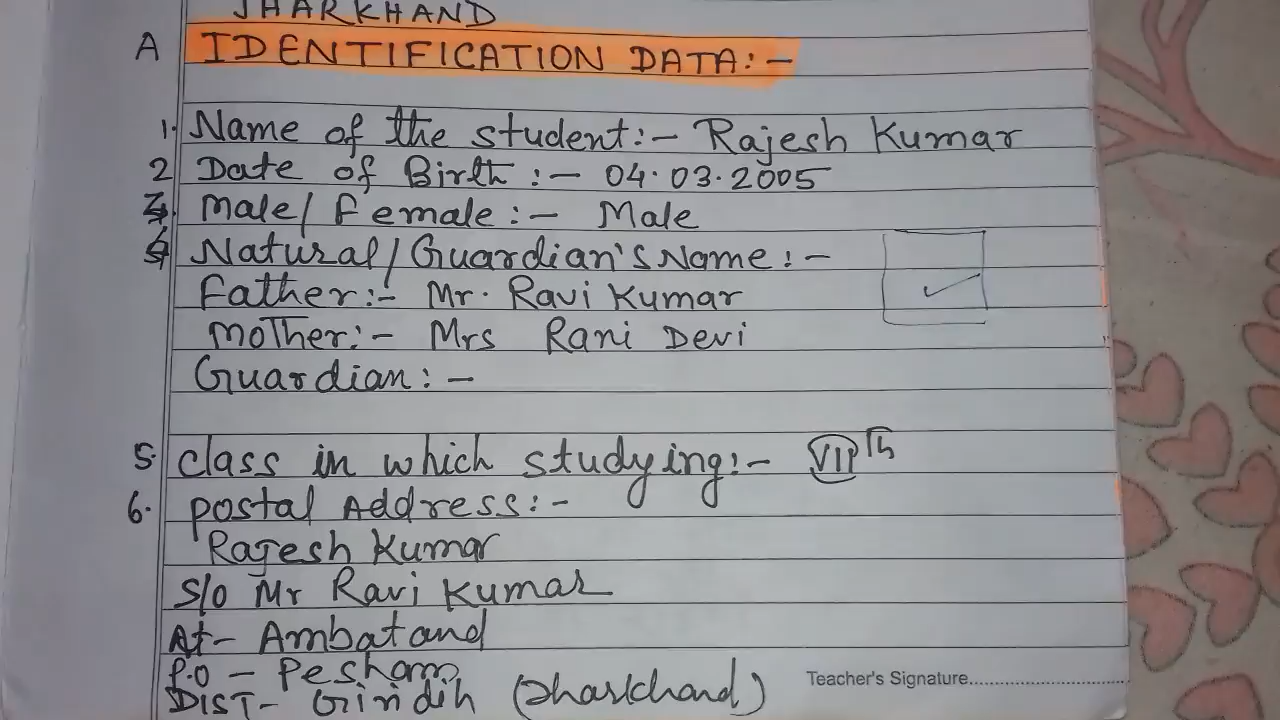 JHARKHAND
A IDENTIFICATION DATA:-
1. Name of the student:- Rajesh Kumar
2 Date of Birth:- 04.03.2005
3. Male/Female:- Male
4 Natural/Guardian's Name:-
Father:- Mr. Ravi Kumar
Mother:- Mrs Rani Devi
Guardian:-
5. class in which studying:- VIIth
6. Postal Address:-
Rajesh Kumar
S/o Mr Ravi Kumar
At- Ambatand
P.O - Pesham
DIST- Giridih (Jharkhand)
Teacher's Signature